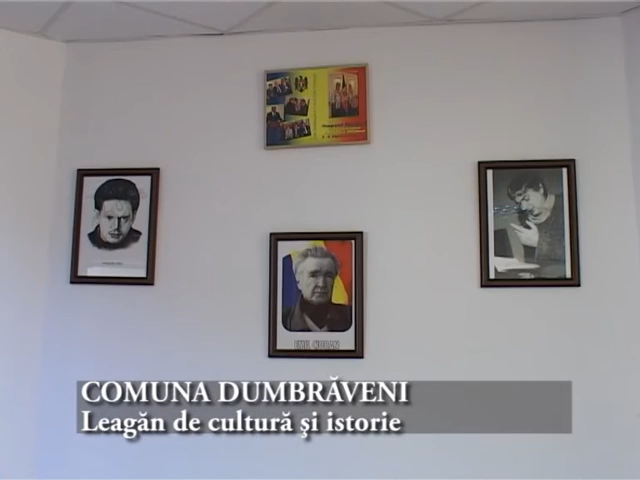 EMIL CIORAN
COMUNA DUMBRĂVENI
Leagăn de cultură şi istorie